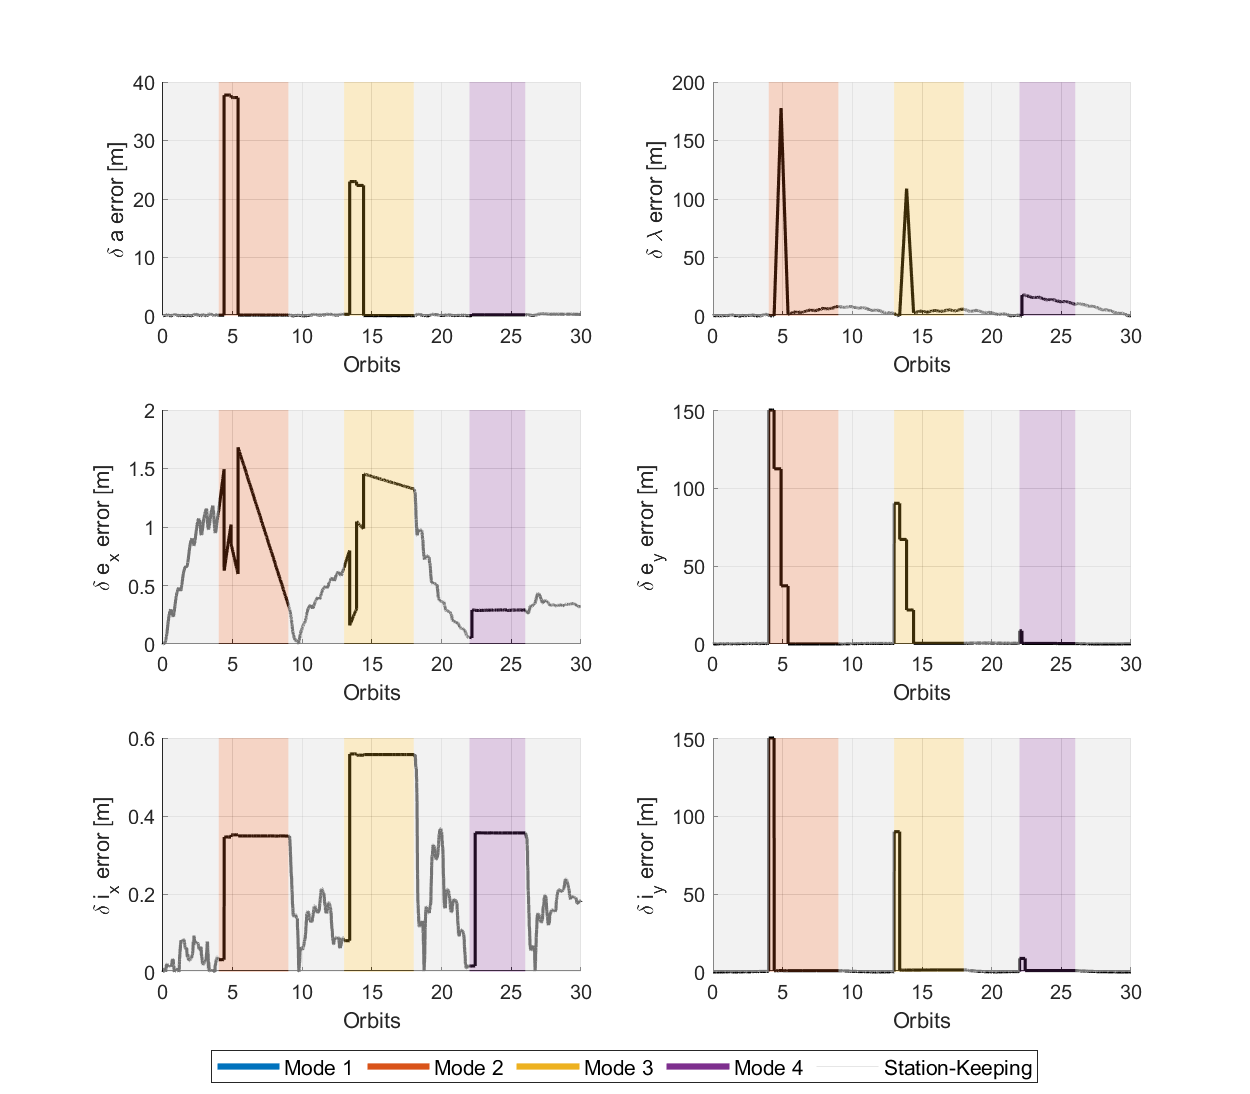 40
30
20
10
0
δ a error [m]
0 5 10 15 20 25 30
Orbits
200
150
100
50
0
δ λ error [m]
0 5 10 15 20 25 30
Orbits
2
1.5
1
0.5
0
δ e_x error [m]
0 5 10 15 20 25 30
Orbits
150
100
50
0
δ e_y error [m]
0 5 10 15 20 25 30
Orbits
0.6
0.4
0.2
0
δ i_x error [m]
0 5 10 15 20 25 30
Orbits
150
100
50
0
δ i_y error [m]
0 5 10 15 20 25 30
Orbits
Mode 1 Mode 2 Mode 3 Mode 4 Station-Keeping